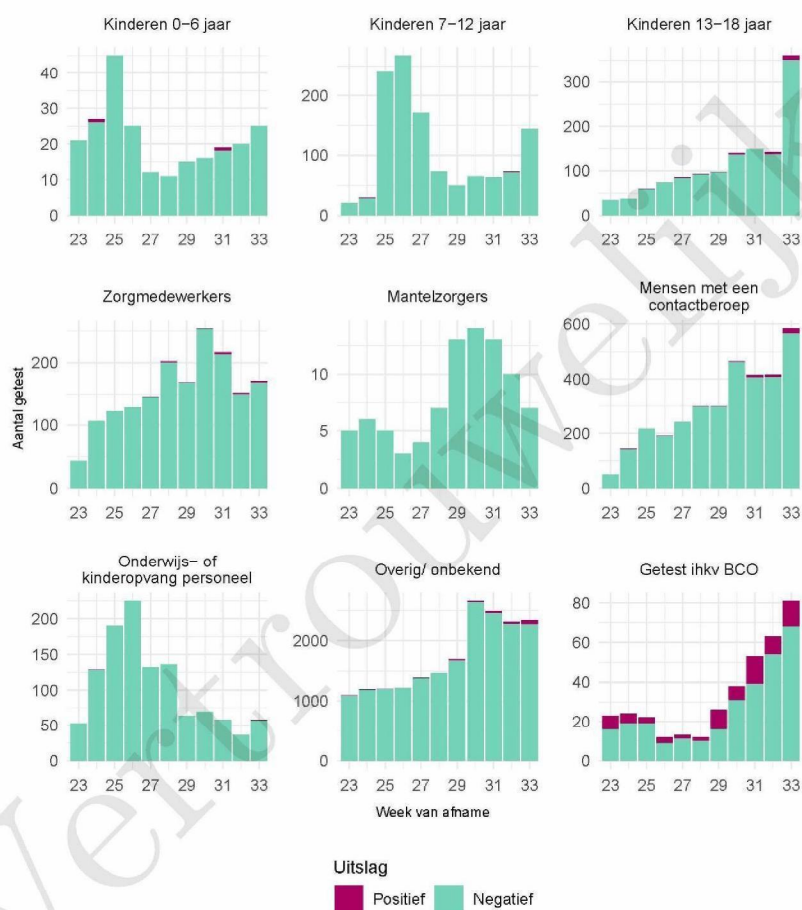 Kinderen 0−6 jaar
Kinderen 7−12 jaar
Kinderen 13−18 jaar
40
30
20
10
0
23 25 27 29 31 33
200
100
0
23 25 27 29 31 33
300
200
100
0
23 25 27 29 31 33
Zorgmedewerkers
Mantelzorgers
Mensen met een
contactberoep
Aantal getest
200
100
0
23 25 27 29 31 33
10
5
0
23 25 27 29 31 33
600
400
200
0
23 25 27 29 31 33
Onderwijs− of
kinderopvang personeel
Overig/ onbekend
Getest ihkv BCO
200
150
100
50
0
23 25 27 29 31 33
2000
1000
0
23 25 27 29 31 33
80
60
40
20
0
23 25 27 29 31 33
Week van afname
Uitslag
Positief Negatief
Vertrouwelijk